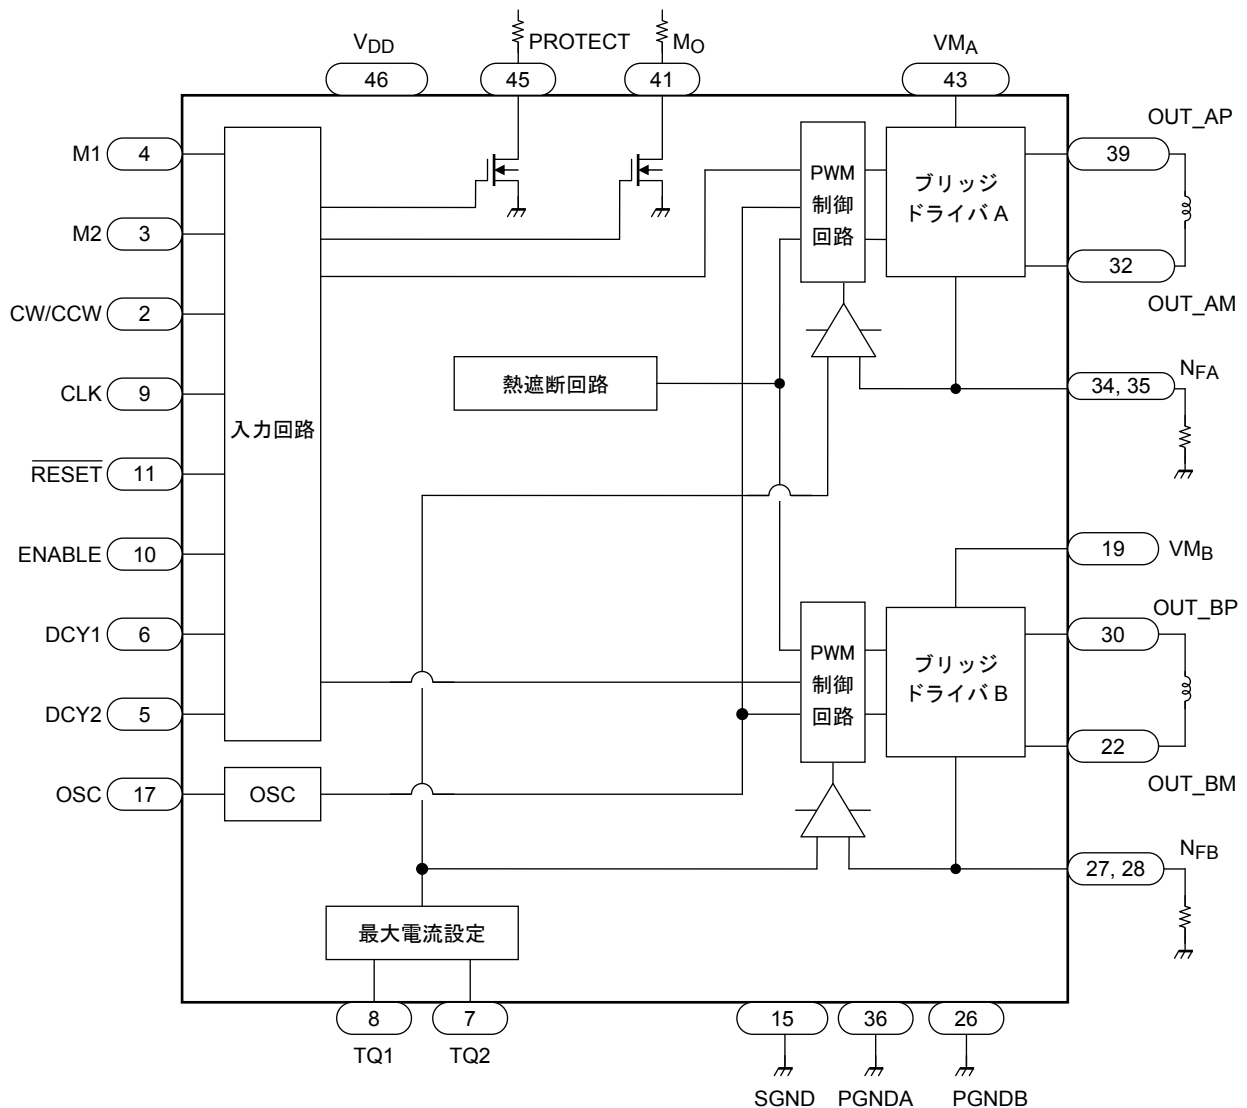 VDD
PROTECT
MO
VMA
46
45
41
43
OUT_AP
M1 4
39
PWM
制御
回路
ブリッジ
ドライバ A
M2 3
32
OUT_AM
CW/CCW 2
熱遮断回路
NFA
34, 35
CLK 9
入力回路
RESET 11
ENABLE 10
19 VMB
OUT_BP
DCY1 6
30
PWM
制御
回路
ブリッジ
ドライバ B
DCY2 5
22
OUT_BM
OSC 17
OSC
NFB
27, 28
最大電流設定
8
7
15
36
26
TQ1
TQ2
SGND
PGNDA
PGNDB